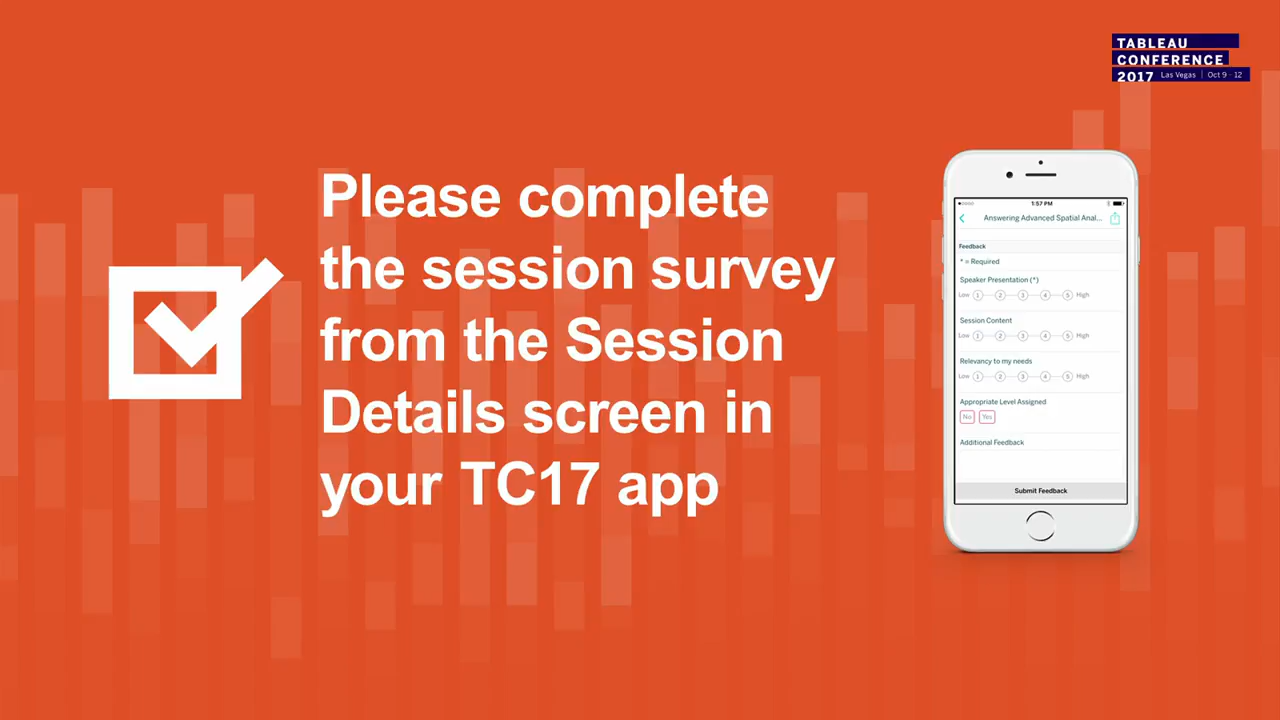 TABLEAU
CONFERENCE
2017 Las Vegas | Oct 9 - 12
Please complete
the session survey
from the Session
Details screen in
your TC17 app
1:57 PM
Answering Advanced Spatial Anal...
Feedback
* = Required
Speaker Presentation (*)
Low 1 2 3 4 5 High
Session Content
Low 1 2 3 4 5 High
Relevancy to my needs
Low 1 2 3 4 5 High
Appropriate Level Assigned
No Yes
Additional Feedback
Submit Feedback